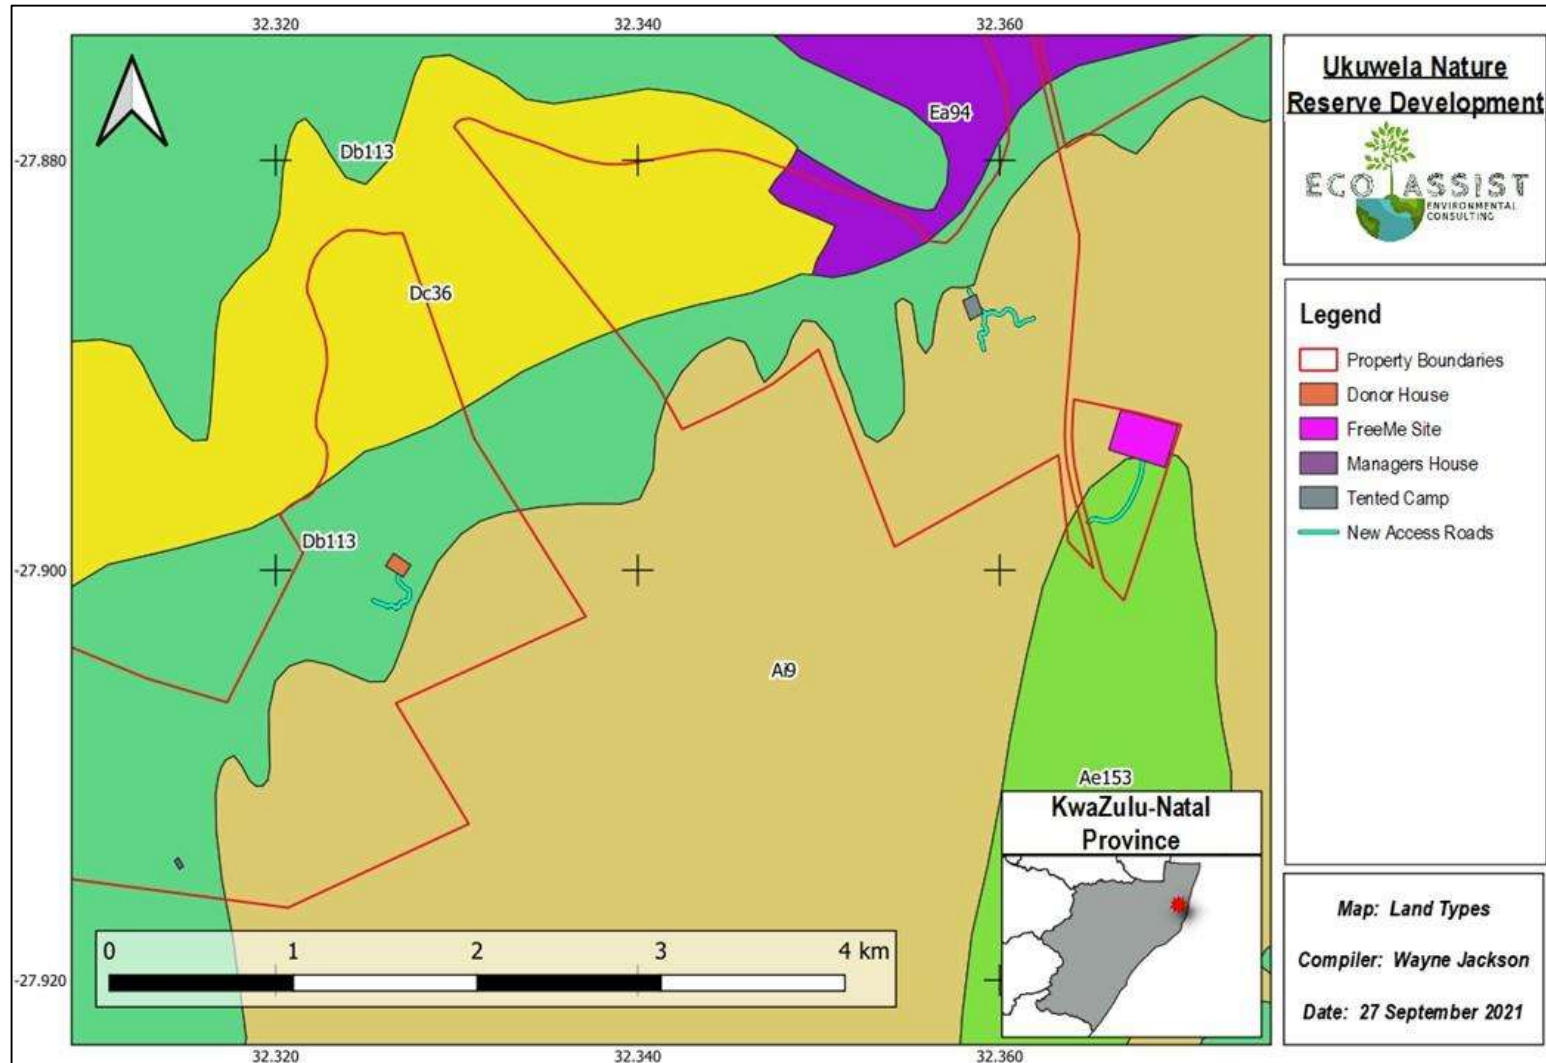 32.320 32.340 32.360
-27.880
-27.900
-27.920
32.320 32.340 32.360
Ea94
Db113
Dc36
Db113
Ai9
Ae153
0 1 2 3 4 km
KwaZulu-Natal
Province
Ukuwela Nature
Reserve Development
ECO ASSIST
ENVIRONMENTAL
CONSULTING
Legend
Property Boundaries
Donor House
FreeMe Site
Managers House
Tented Camp
New Access Roads
Map: Land Types
Compiler: Wayne Jackson
Date: 27 September 2021